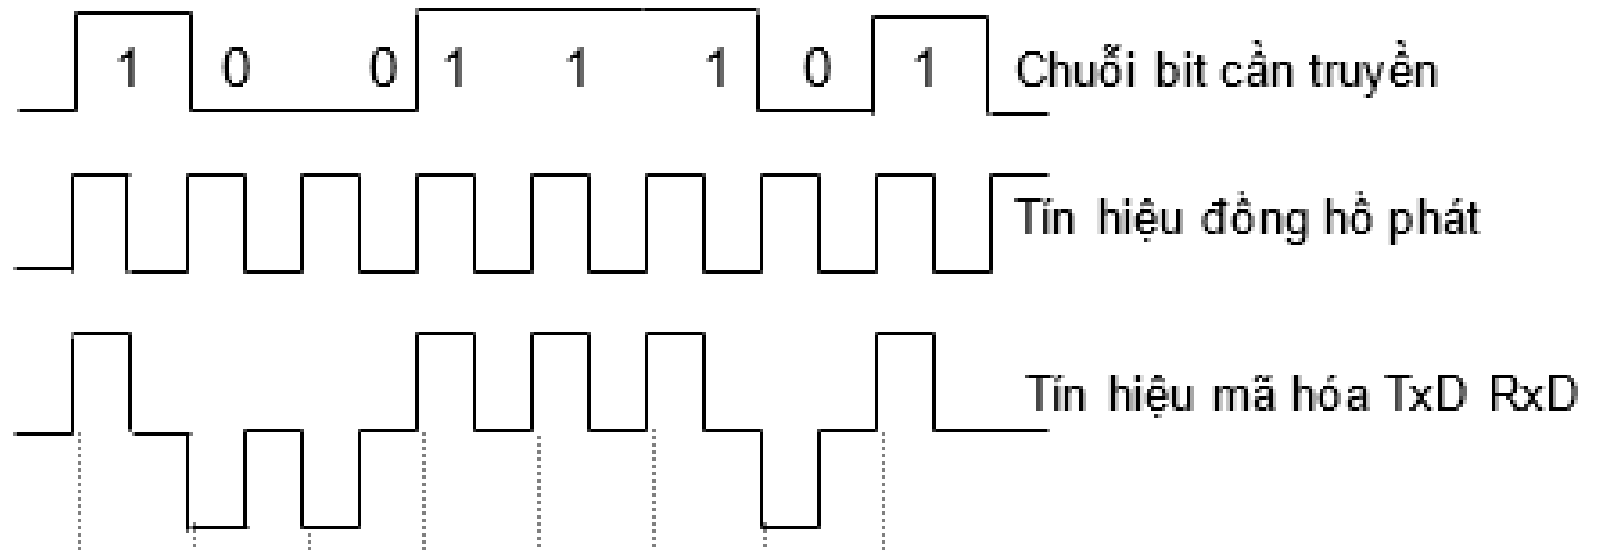 1 0 0 1 1 1 0 1 Chuỗi bit cần truyền
Tín hiệu đồng hồ phát
Tín hiệu mã hóa TxD RxD